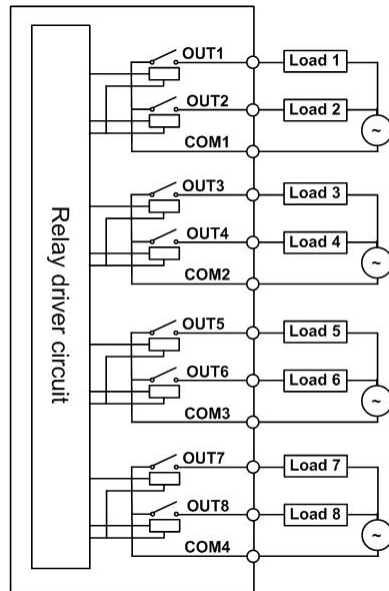 Relay driver circuit
OUT1
Load 1
OUT2
Load 2
COM1
~
OUT3
Load 3
OUT4
Load 4
COM2
~
OUT5
Load 5
OUT6
Load 6
COM3
~
OUT7
Load 7
OUT8
Load 8
COM4
~